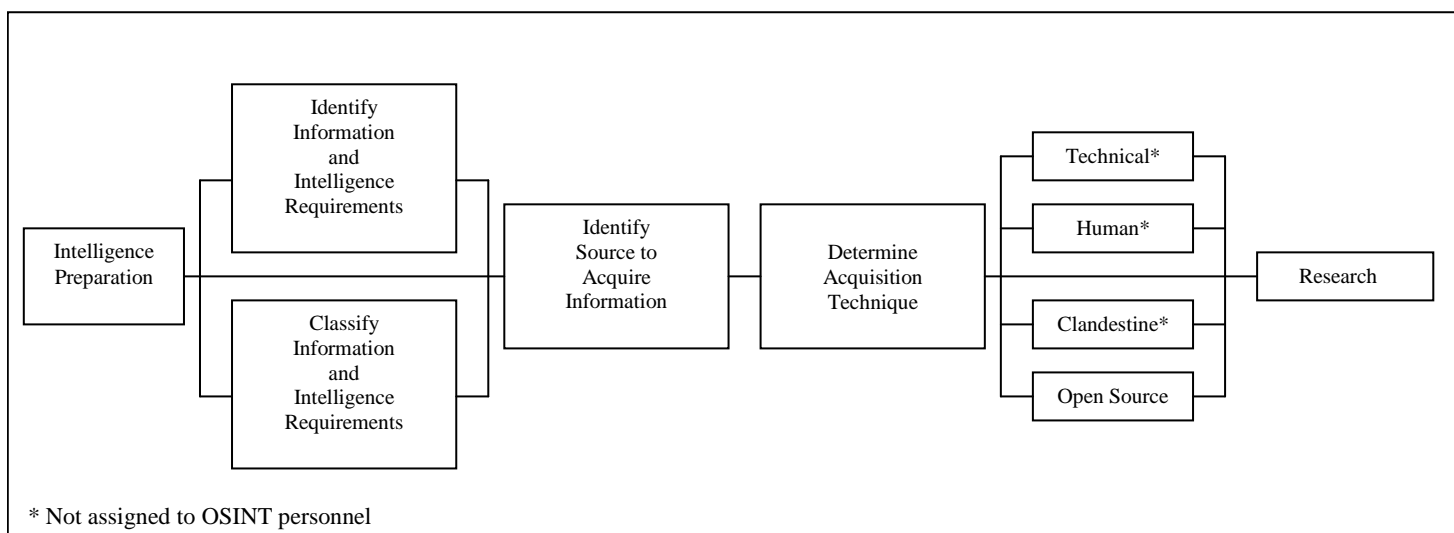 Intelligence
Preparation
Identify
Information
and
Intelligence
Requirements
Classify
Information
and
Intelligence
Requirements
Identify
Source to
Acquire
Information
Determine
Acquisition
Technique
Technical*
Human*
Clandestine*
Open Source
Research
* Not assigned to OSINT personnel